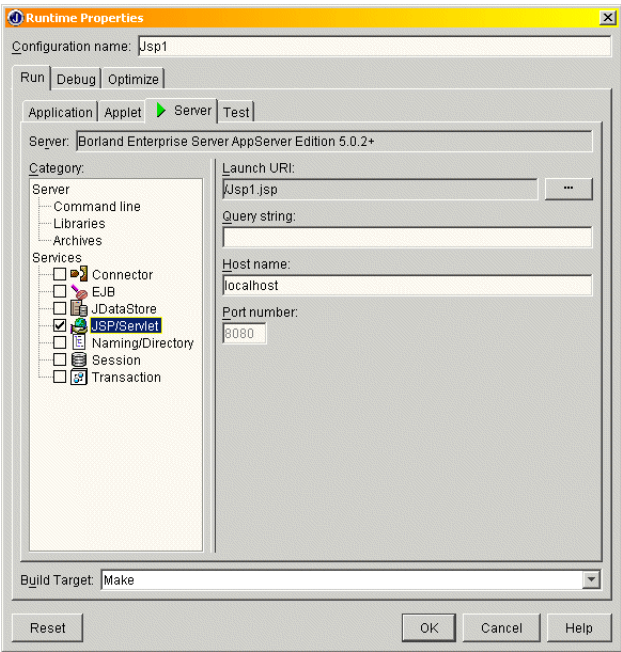 Runtime Properties
Configuration name: Jsp1
Run Debug Optimize
Application Applet Server Test
Server: Borland Enterprise Server AppServer Edition 5.0.2+
Category:
Server
Command line
Libraries
Archives
Services
Connector
EJB
JDataStore
JSP/Servlet
Naming/Directory
Session
Transaction
Launch URI:
/Jsp1.jsp ...
Query string:
Host name:
localhost
Port number:
8080
Build Target: Make
Reset OK Cancel Help